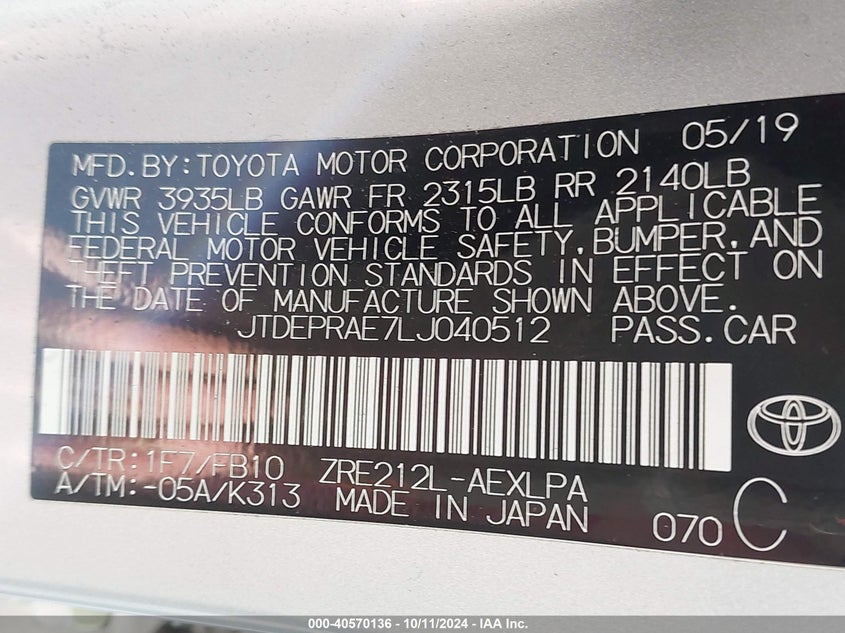 MFD.BY:TOYOTA MOTOR CORPORATION 05/19
GVWR 3935LB GAWR FR 2315LB RR 2140LB
THIS VEHICLE CONFORMS TO ALL APPLICABLE
FEDERAL MOTOR VEHICLE SAFETY,BUMPER,AND
THEFT PREVENTION STANDARDS IN EFFECT ON
THE DATE OF MANUFACTURE SHOWN ABOVE.
JTDEPRAE7LJ040512 PASS.CAR
C/TR:1F7/FB10 ZRE212L-AEXLPA
A/TM:-05A/K313 MADE IN JAPAN 070 C
000-40570136 - 10/11/2024 - IAA Inc.